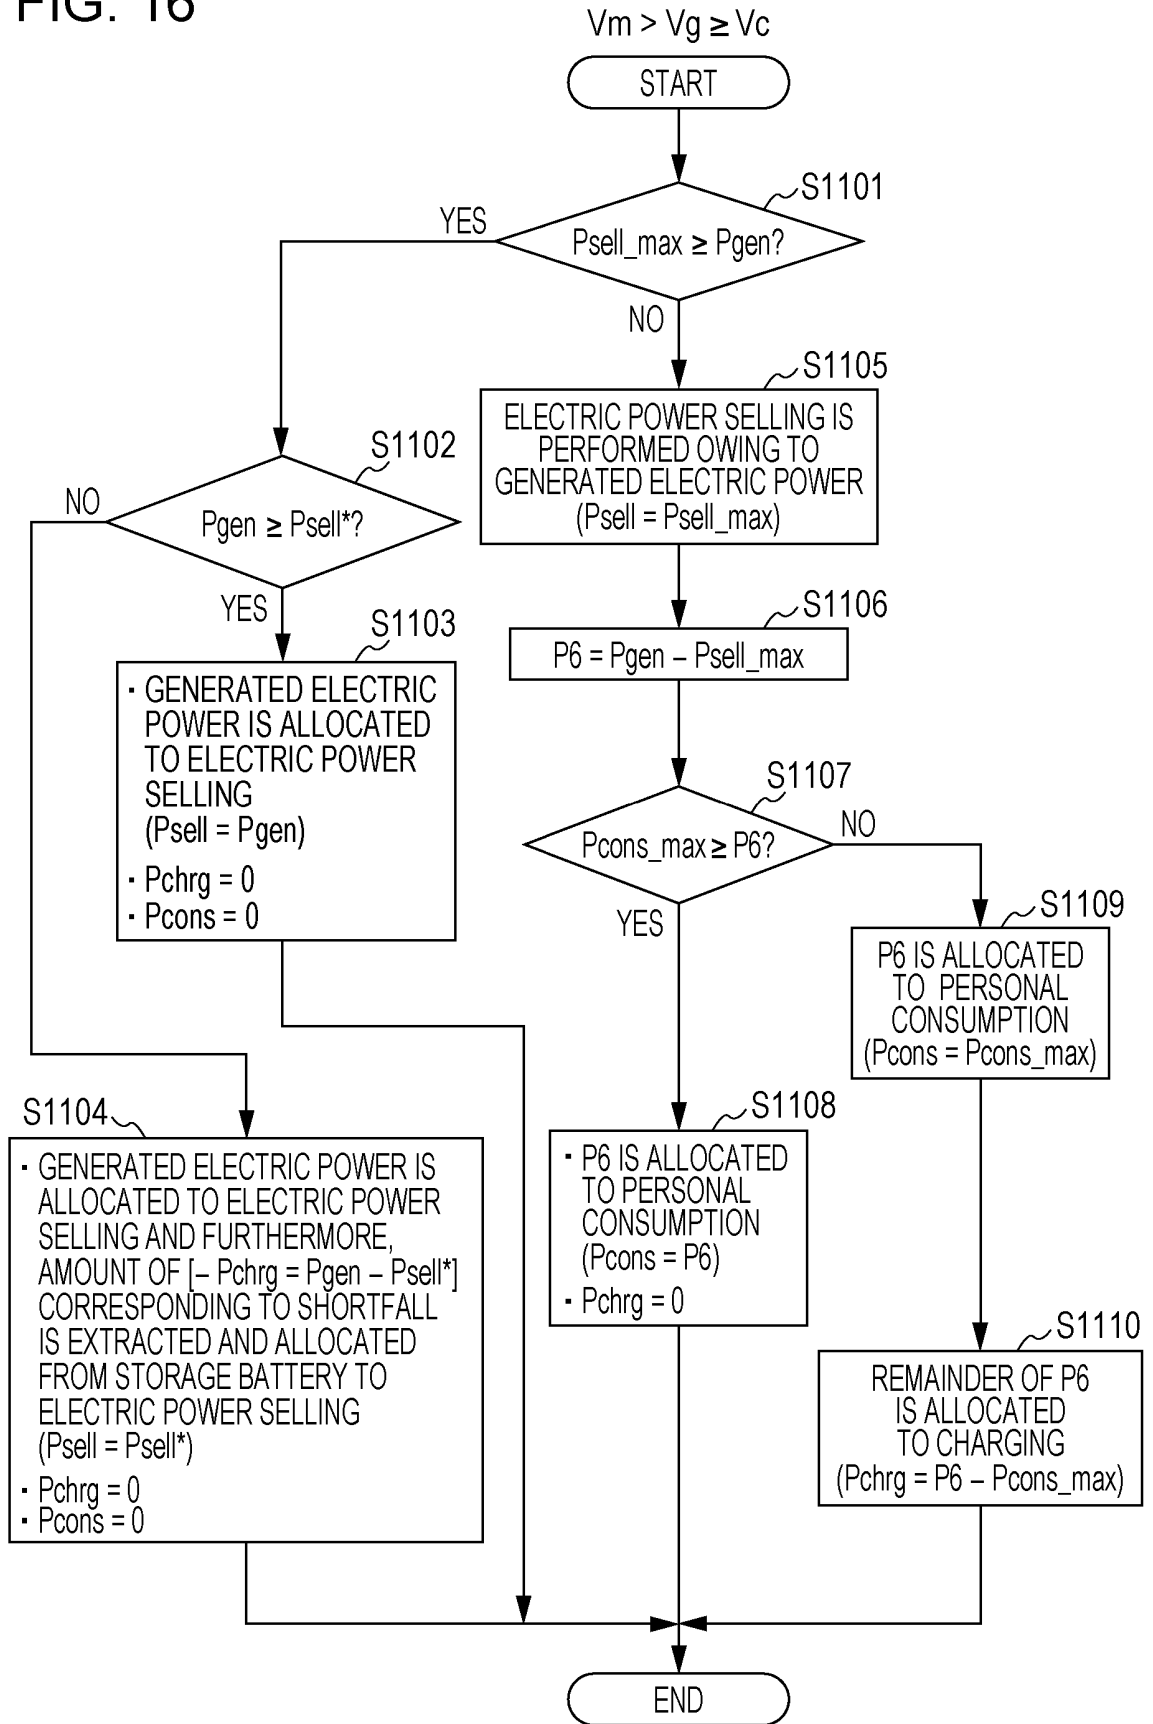 FIG. 16
Vm > Vg ≥ Vc
START
S1101
YES
Psell_max ≥ Pgen?
NO
S1105
ELECTRIC POWER SELLING IS
PERFORMED OWING TO
GENERATED ELECTRIC POWER
(Psell = Psell_max)
S1102
NO
Pgen ≥ Psell*?
YES
S1103
· GENERATED ELECTRIC
POWER IS ALLOCATED
TO ELECTRIC POWER
SELLING
(Psell = Pgen)
· Pchrg = 0
· Pcons = 0
S1106
P6 = Pgen – Psell_max
S1107
NO
Pcons_max ≥ P6?
YES
S1109
P6 IS ALLOCATED
TO PERSONAL
CONSUMPTION
(Pcons = Pcons_max)
S1104
· GENERATED ELECTRIC POWER IS
ALLOCATED TO ELECTRIC POWER
SELLING AND FURTHERMORE,
AMOUNT OF [– Pchrg = Pgen – Psell*]
CORRESPONDING TO SHORTFALL
IS EXTRACTED AND ALLOCATED
FROM STORAGE BATTERY TO
ELECTRIC POWER SELLING
(Psell = Psell*)
· Pchrg = 0
· Pcons = 0
S1108
· P6 IS ALLOCATED
TO PERSONAL
CONSUMPTION
(Pcons = P6)
· Pchrg = 0
S1110
REMAINDER OF P6
IS ALLOCATED
TO CHARGING
(Pchrg = P6 – Pcons_max)
END